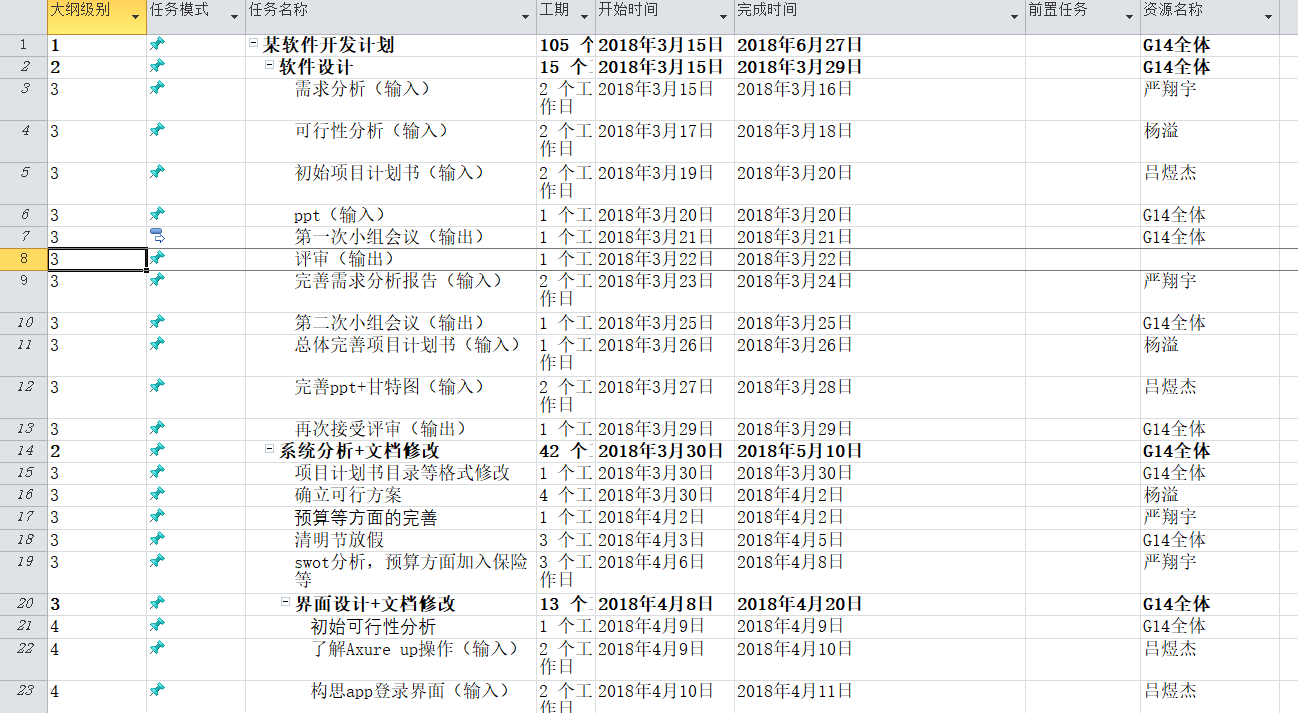 大纲级别 任务模式 任务名称 工期 开始时间 完成时间 前置任务 资源名称
1 1 某软件开发计划 105 个 2018年3月15日 2018年6月27日 G14全体
2 2 软件设计 15 个 2018年3月15日 2018年3月29日 G14全体
3 3 需求分析（输入） 2 个工 2018年3月15日 2018年3月16日 严翔宇
作日
4 3 可行性分析（输入） 2 个工 2018年3月17日 2018年3月18日 杨溢
作日
5 3 初始项目计划书（输入） 2 个工 2018年3月19日 2018年3月20日 吕煜杰
作日
6 3 ppt（输入） 1 个工 2018年3月20日 2018年3月20日 G14全体
7 3 第一次小组会议（输出） 1 个工 2018年3月21日 2018年3月21日 G14全体
8 3 评审（输出） 1 个工 2018年3月22日 2018年3月22日
9 3 完善需求分析报告（输入） 2 个工 2018年3月23日 2018年3月24日 严翔宇
作日
10 3 第二次小组会议（输出） 1 个工 2018年3月25日 2018年3月25日 G14全体
11 3 总体完善项目计划书（输入） 1 个工 2018年3月26日 2018年3月26日 杨溢
作日
12 3 完善ppt+甘特图（输入） 2 个工 2018年3月27日 2018年3月28日 吕煜杰
作日
13 3 再次接受评审（输出） 1 个工 2018年3月29日 2018年3月29日 G14全体
14 2 系统分析+文档修改 42 个 2018年3月30日 2018年5月10日 G14全体
15 3 项目计划书目录等格式修改 1 个工 2018年3月30日 2018年3月30日 G14全体
16 3 确立可行方案 4 个工 2018年3月30日 2018年4月2日 杨溢
17 3 预算等方面的完善 1 个工 2018年4月2日 2018年4月2日 严翔宇
18 3 清明节放假 3 个工 2018年4月3日 2018年4月5日 G14全体
19 3 swot分析，预算方面加入保险 3 个工 2018年4月6日 2018年4月8日 严翔宇
等 作日
20 3 界面设计+文档修改 13 个 2018年4月8日 2018年4月20日 G14全体
21 4 初始可行性分析 1 个工 2018年4月9日 2018年4月9日 G14全体
22 4 了解Axure up操作（输入） 2 个工 2018年4月9日 2018年4月10日 吕煜杰
作日
23 4 构思app登录界面（输入） 2 个工 2018年4月10日 2018年4月11日 吕煜杰
作日